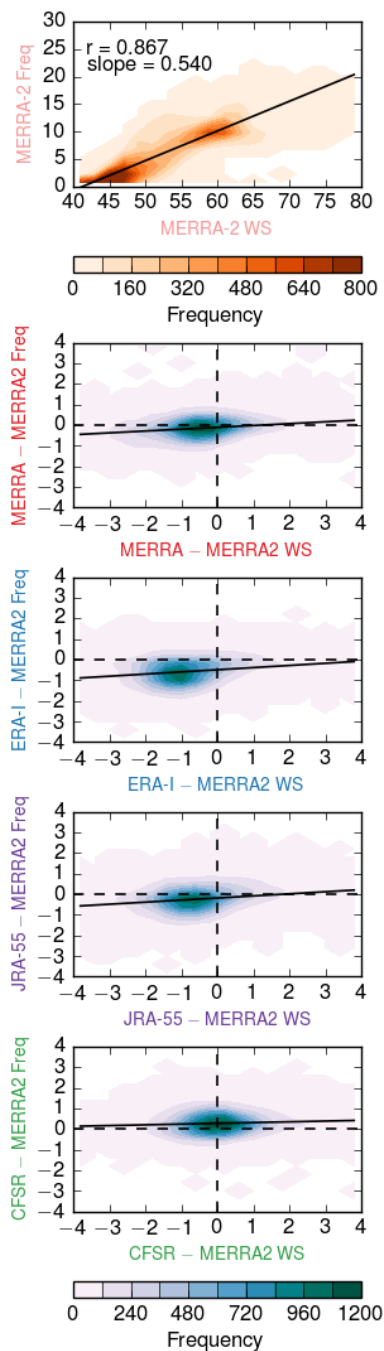 30
25
20
15
10
5
0
MERRA-2 Freq
r = 0.867
slope = 0.540
40 45 50 55 60 65 70 75 79
MERRA-2 WS
0 160 320 480 640 800
Frequency
4
3
2
1
0
−1
−2
−3
−4
MERRA − MERRA2 Freq
−4 −3 −2 −1 0 1 2 3 4
MERRA − MERRA2 WS
4
3
2
1
0
−1
−2
−3
−4
ERA-I − MERRA2 Freq
−4 −3 −2 −1 0 1 2 3 4
ERA-I − MERRA2 WS
4
3
2
1
0
−1
−2
−3
−4
JRA-55 − MERRA2 Freq
−4 −3 −2 −1 0 1 2 3 4
JRA-55 − MERRA2 WS
4
3
2
1
0
−1
−2
−3
−4
CFSR − MERRA2 Freq
−4 −3 −2 −1 0 1 2 3 4
CFSR − MERRA2 WS
0 240 480 720 960 1200
Frequency